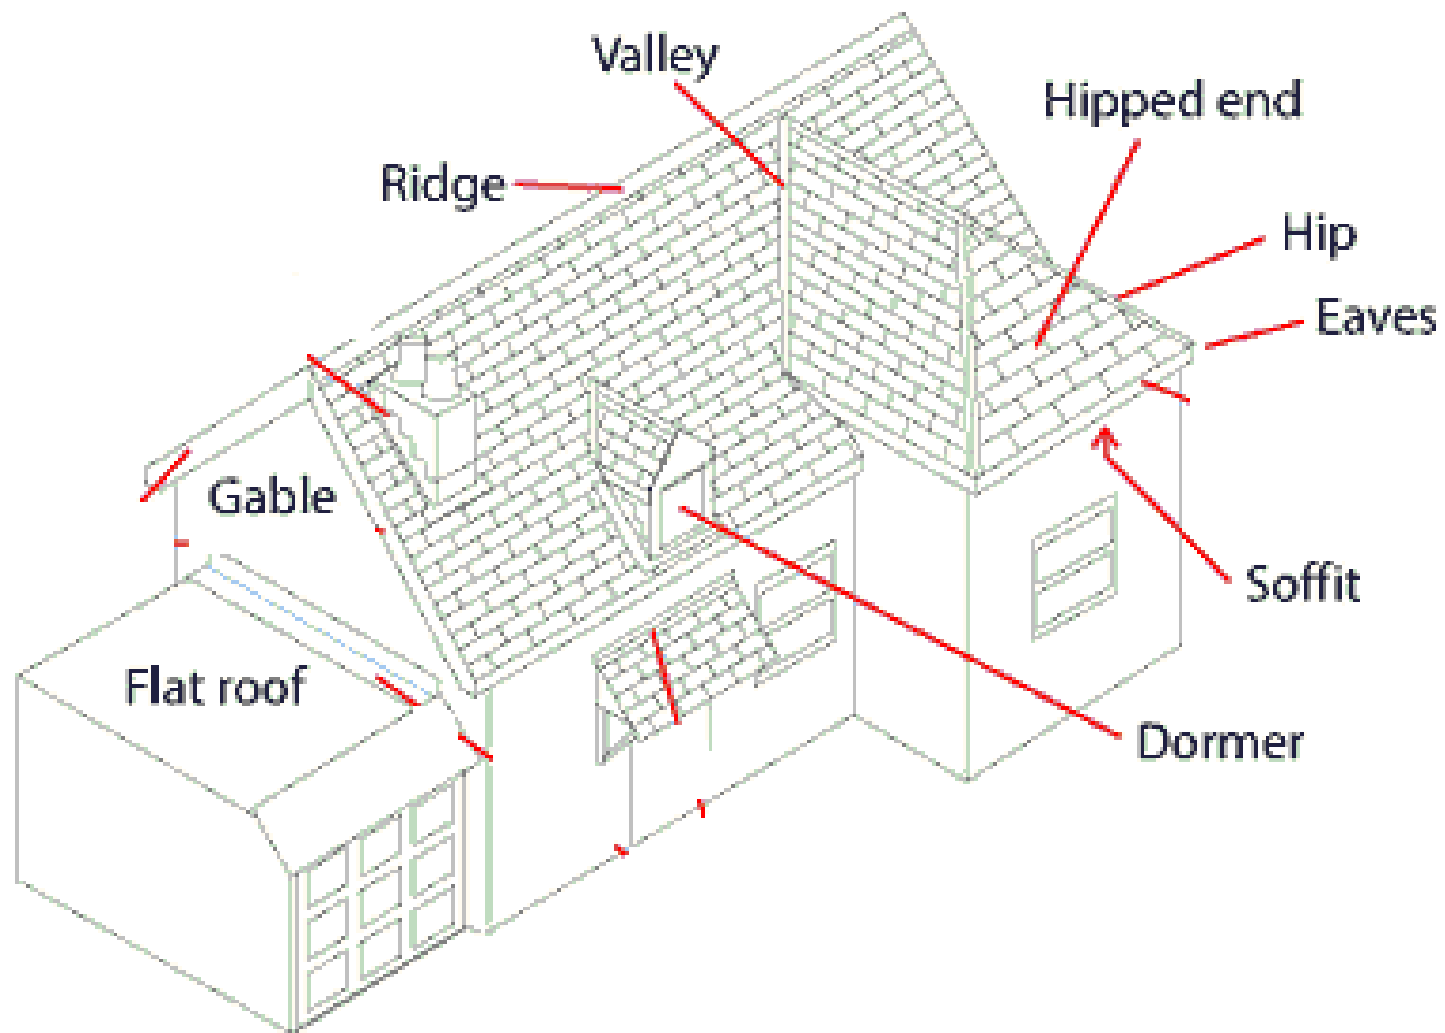 Valley
Hipped end
Ridge
Hip
Eaves
Gable
Soffit
Flat roof
Dormer